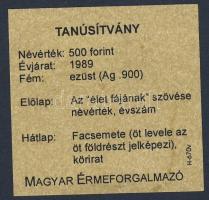 TANÚSÍTVÁNY
Névérték: 500 forint
Évjárat: 1989
Fém: ezüst (Ag .900)
Előlap: Az "élet fájának" szövése
névérték, évszám
Hátlap: Facsemete (öt levele az
öt földrészt jelképezi),
körirat
MAGYAR ÉRMEFORGALMAZÓ
H-670v